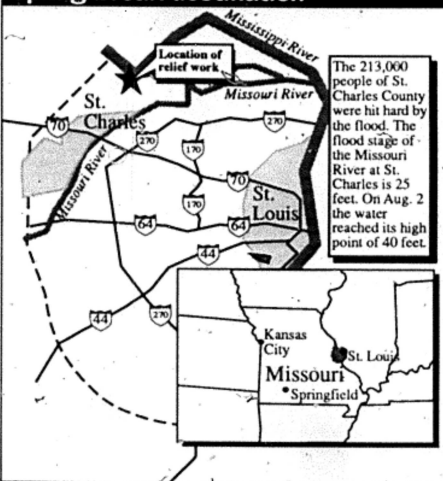 Mississippi River
Location of
relief work
Missouri River
St.
Charles
Missouri River
70
270
270
170
70
170
St.
Louis
64
64
44
44
270
The 213,000
people of St.
Charles County
were hit hard by
the flood. The
flood stage of
the Missouri
River at St.
Charles is 25
feet. On Aug. 2
the water
reached its high
point of 40 feet.
Kansas
City
St. Louis
Missouri
Springfield